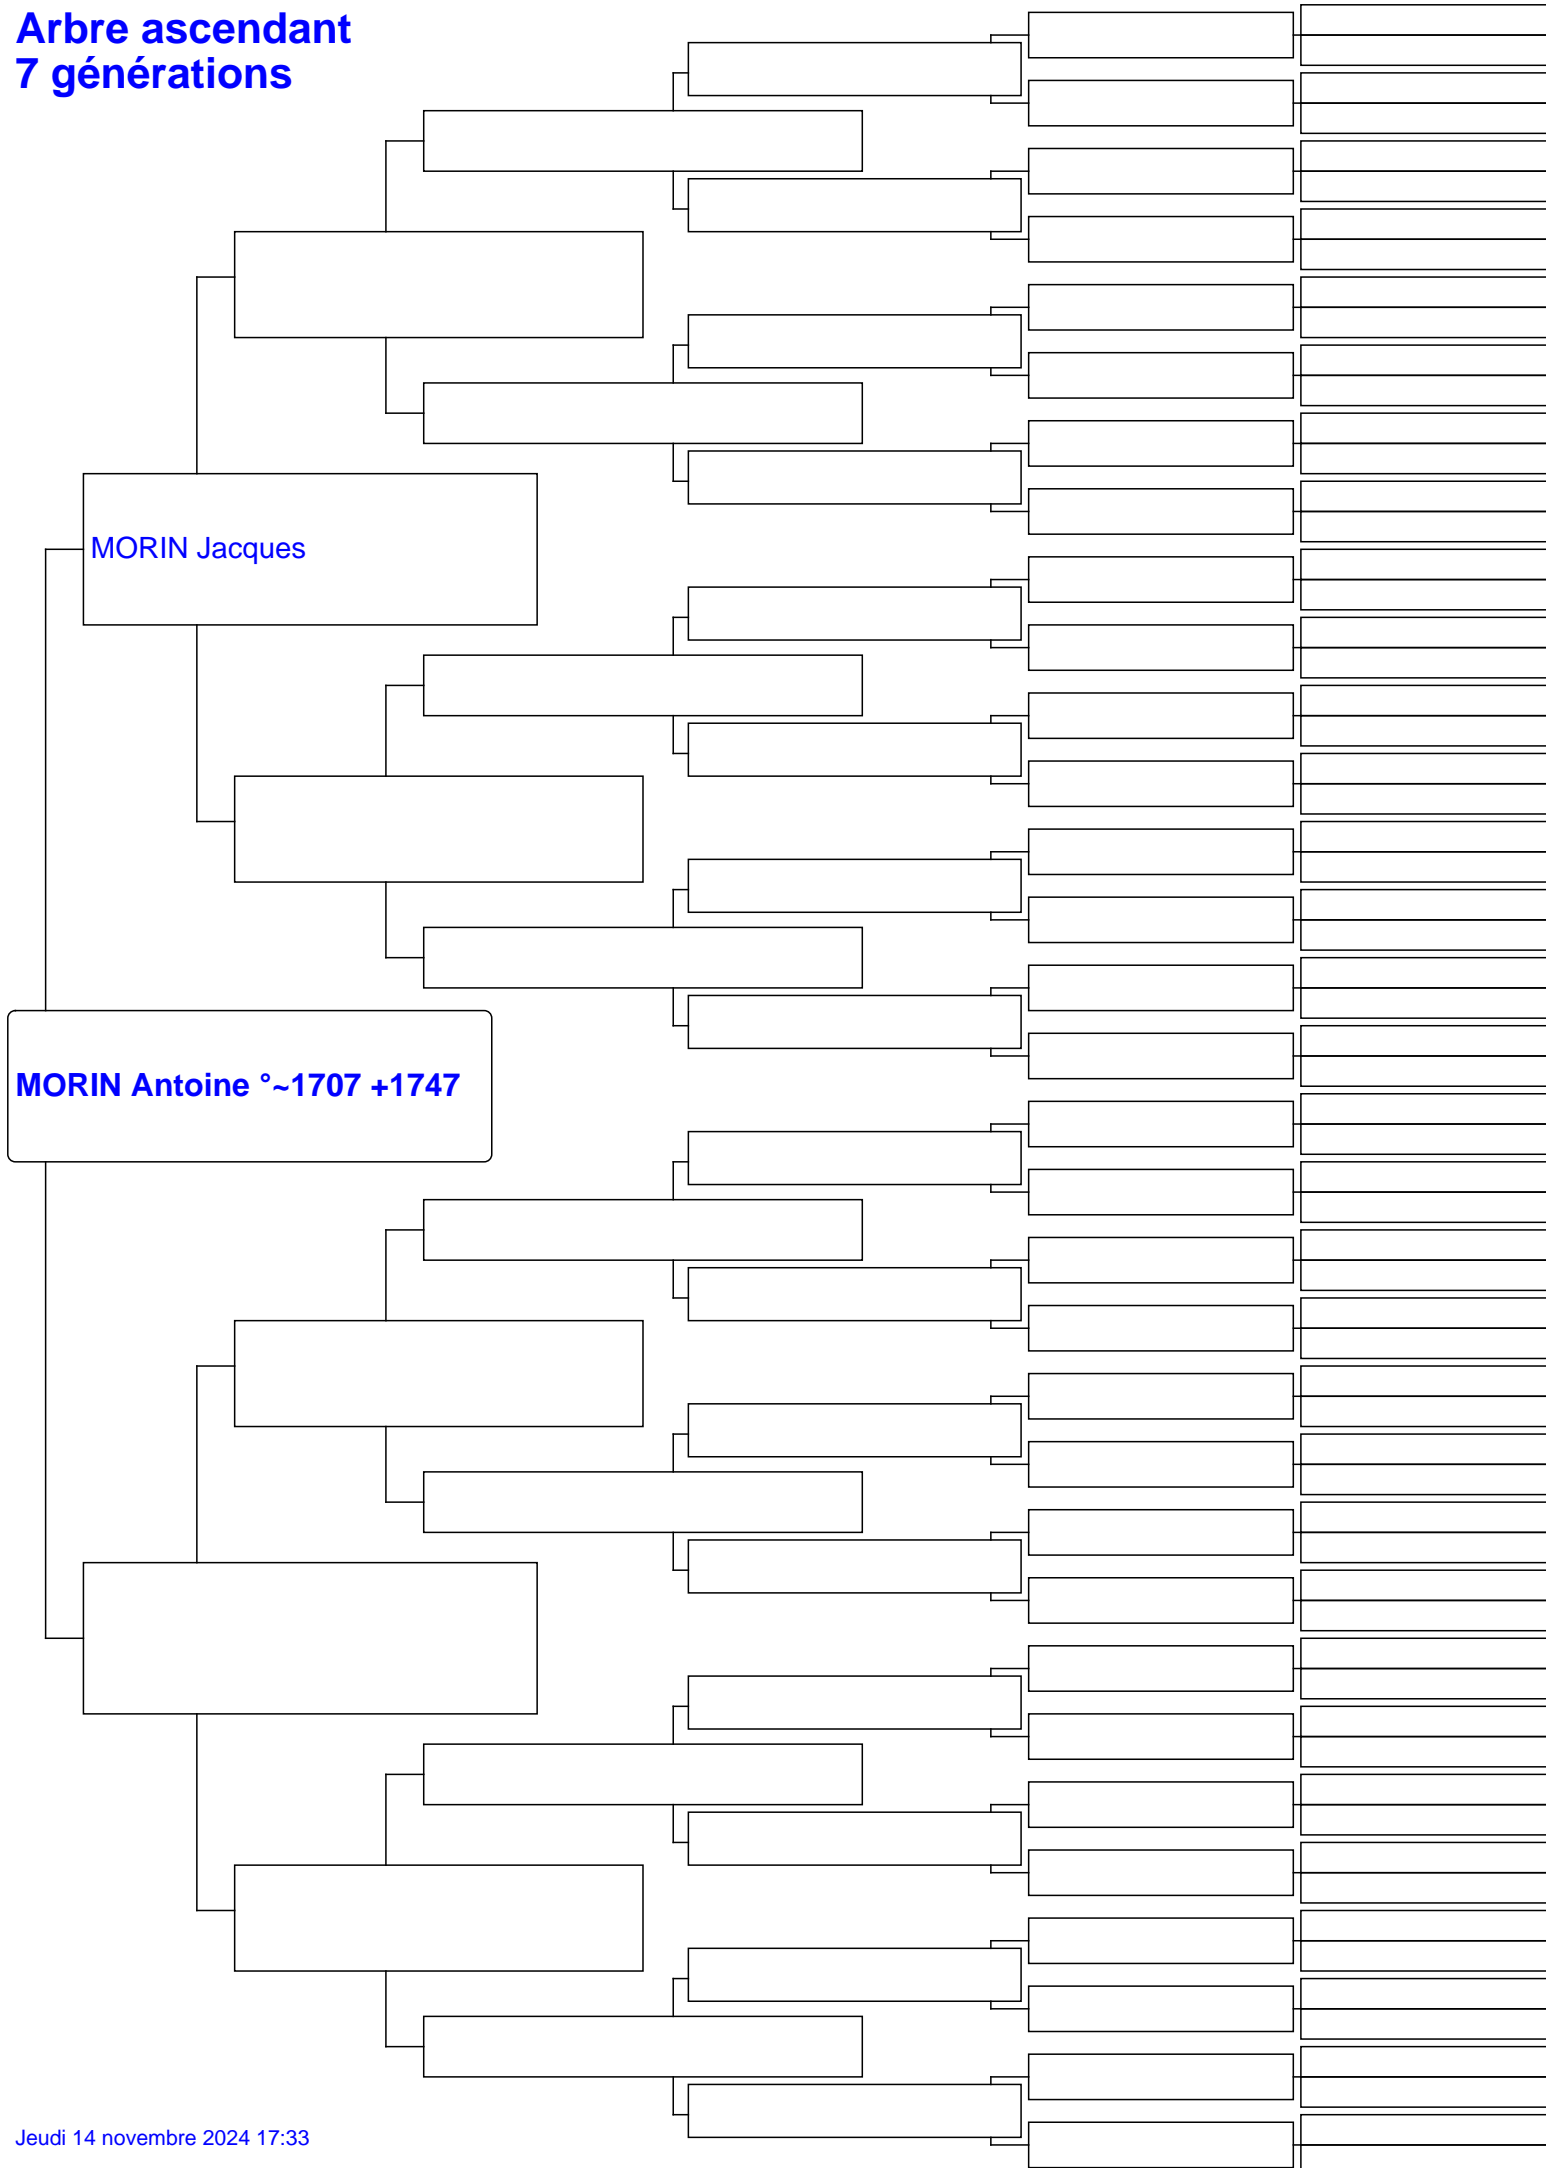 Arbre ascendant
7 générations
MORIN Jacques
MORIN Antoine °~1707 +1747
Jeudi 14 novembre 2024 17:33